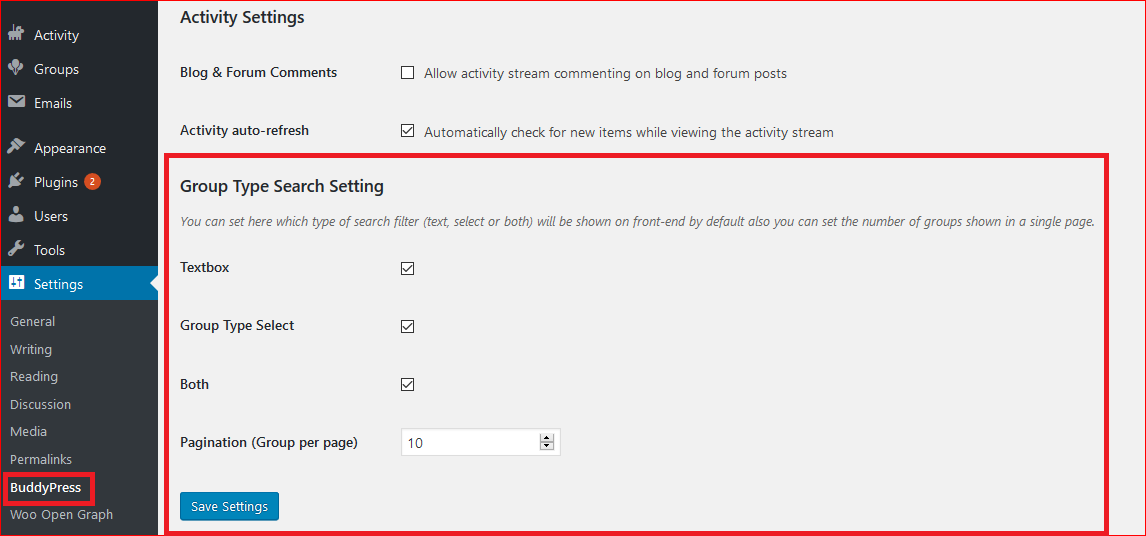 Activity
Groups
Emails
Appearance
Plugins 2
Users
Tools
Settings
General
Writing
Reading
Discussion
Media
Permalinks
BuddyPress
Woo Open Graph
Activity Settings
Blog & Forum Comments Allow activity stream commenting on blog and forum posts
Activity auto-refresh Automatically check for new items while viewing the activity stream
Group Type Search Setting
You can set here which type of search filter (text, select or both) will be shown on front-end by default also you can set the number of groups shown in a single page.
Textbox
Group Type Select
Both
Pagination (Group per page) 10
Save Settings